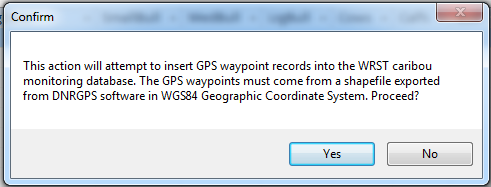 Confirm
This action will attempt to insert GPS waypoint records into the WRST caribou
monitoring database. The GPS waypoints must come from a shapefile exported
from DNRGPS software in WGS84 Geographic Coordinate System. Proceed?
Yes
No